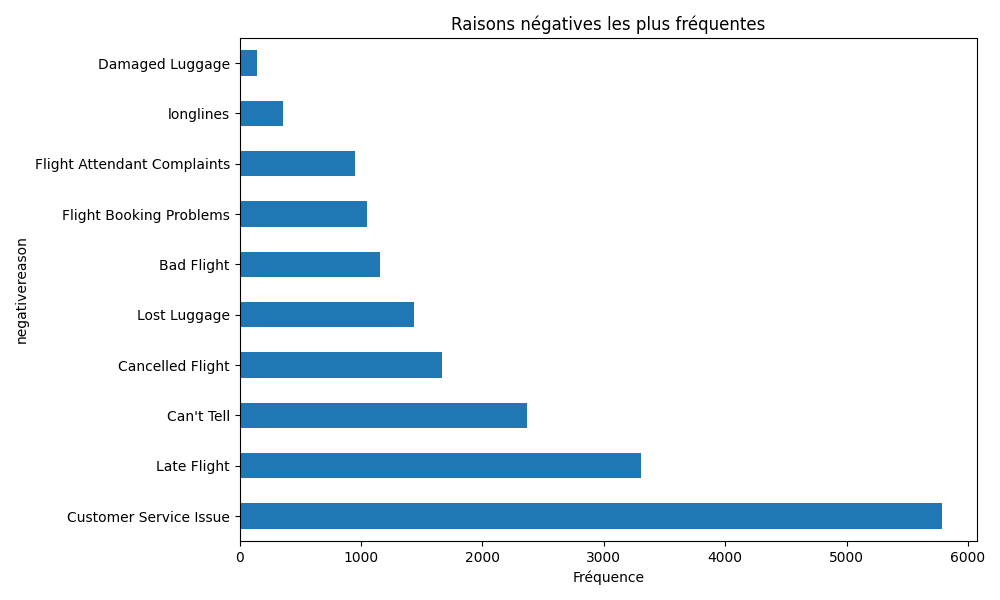 Raisons négatives les plus fréquentes
Damaged Luggage
longlines
Flight Attendant Complaints
Flight Booking Problems
Bad Flight
Lost Luggage
Cancelled Flight
Can't Tell
Late Flight
Customer Service Issue
negativereason
0 1000 2000 3000 4000 5000 6000
Fréquence